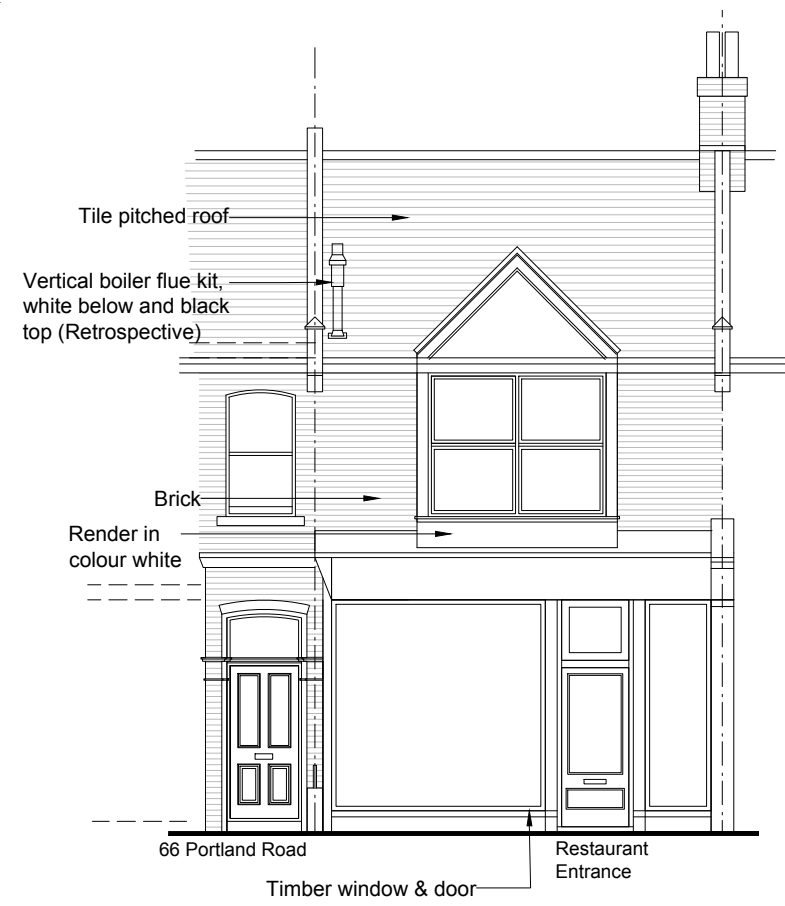 Tile pitched roof
Vertical boiler flue kit,
white below and black
top (Retrospective)
Brick
Render in
colour white
66 Portland Road
Restaurant
Entrance
Timber window & door